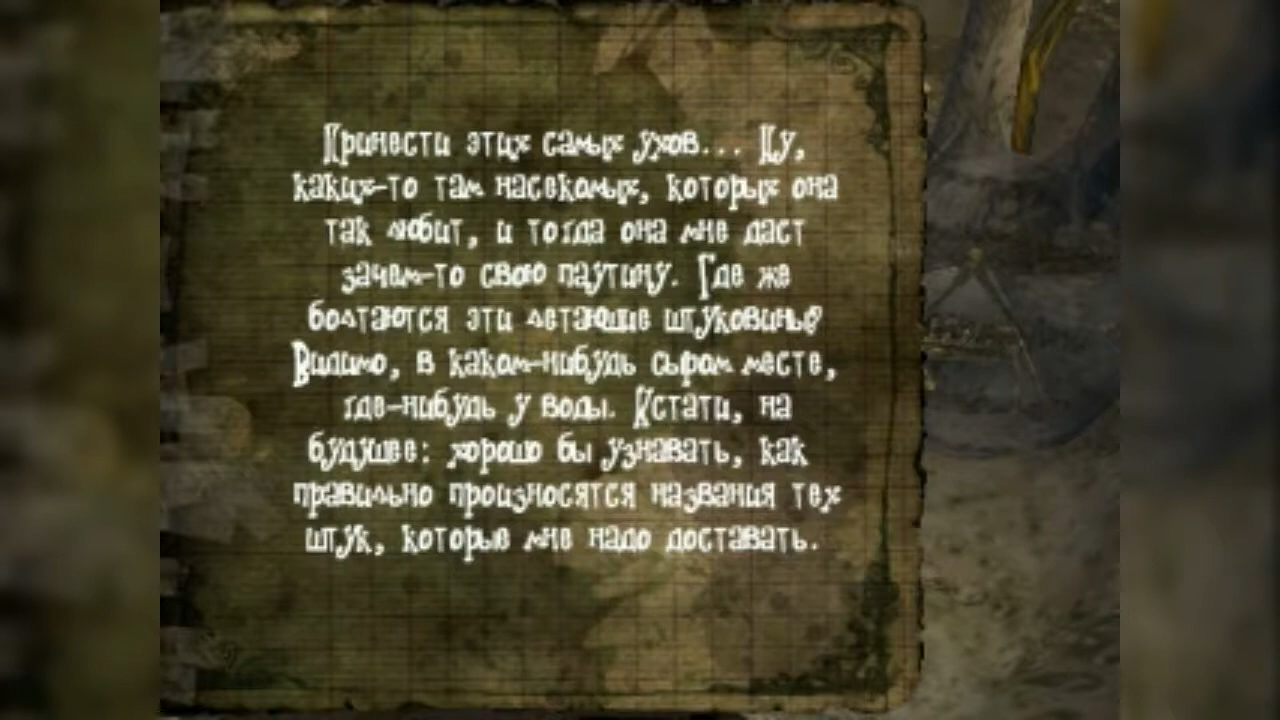 Принести этих самых ухов... Ну,
каких-то там насекомых, которых она
так любит, и тогда она мне даст
зачем-то свою паутину. Где же
болтаются эти летающие штуковины?
Видимо, в каком-нибудь сыром месте,
где-нибудь у воды. Кстати, на
будущее: хорошо бы узнавать, как
правильно произносятся названия тех
штук, которые мне надо доставать.